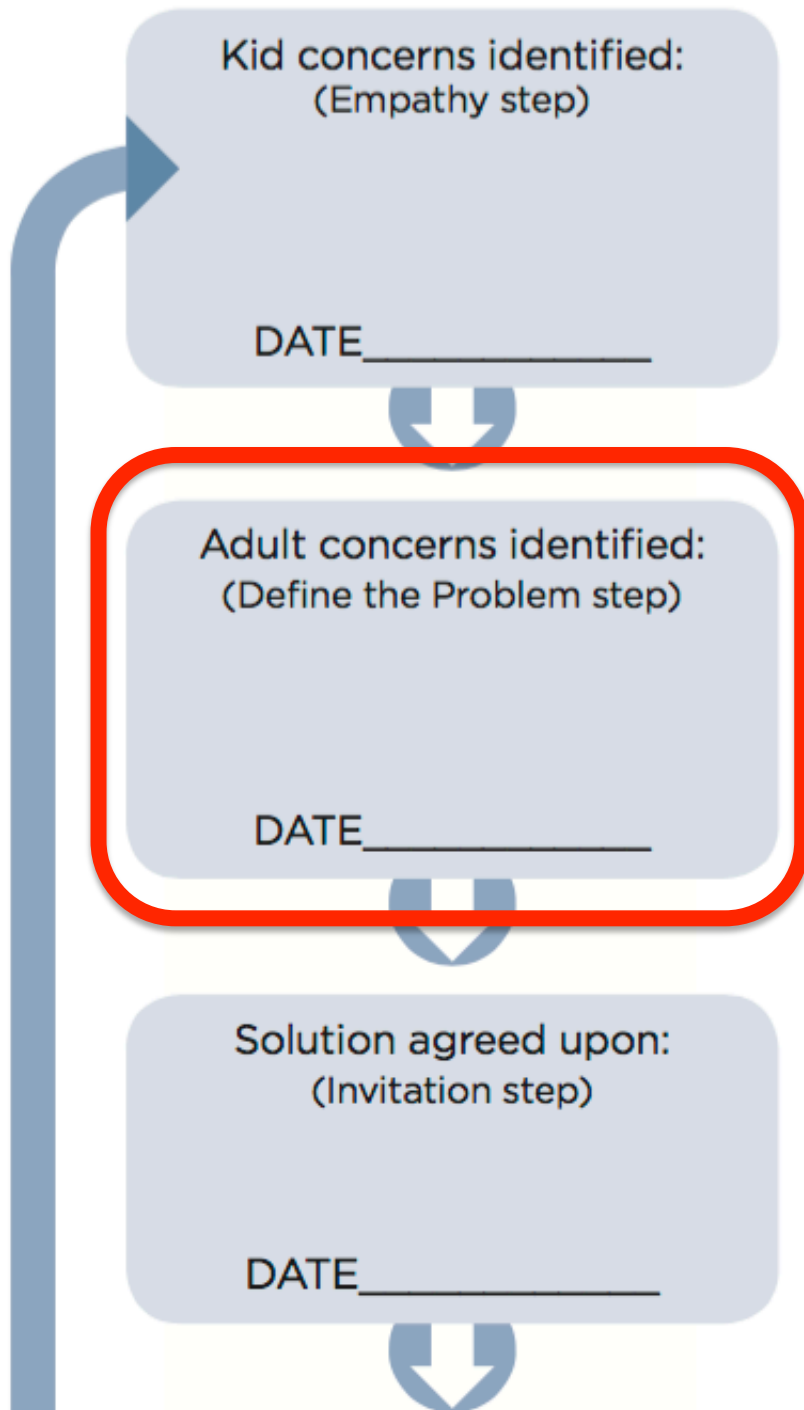 Kid concerns identified:
(Empathy step)
DATE____________
Adult concerns identified:
(Define the Problem step)
DATE____________
Solution agreed upon:
(Invitation step)
DATE____________